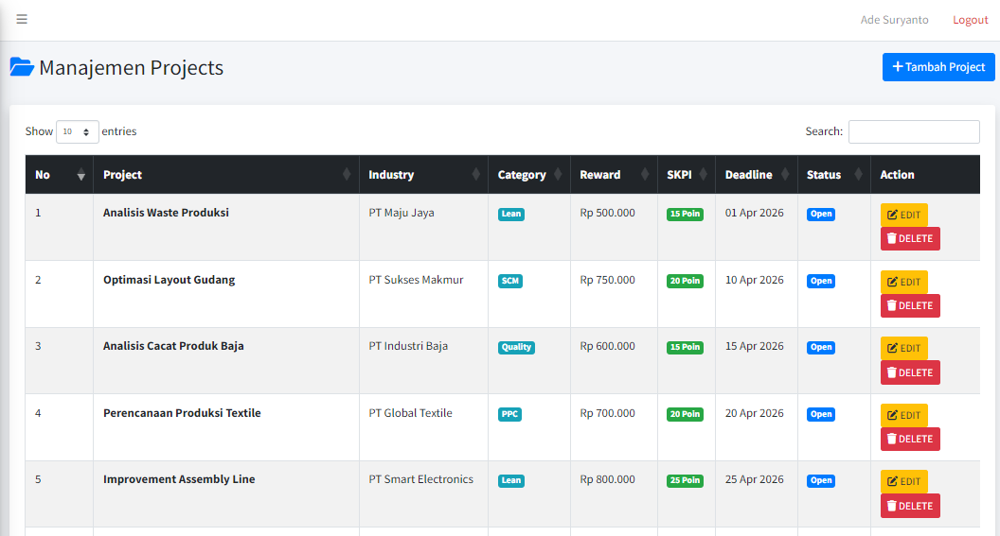 Ade Suryanto Logout
Manajemen Projects
Tambah Project
Show 10 entries
Search:
No Project Industry Category Reward SKPI Deadline Status Action
1 Analisis Waste Produksi PT Maju Jaya Lean Rp 500.000 15 Poin 01 Apr 2026 Open EDIT
DELETE
2 Optimasi Layout Gudang PT Sukses Makmur SCM Rp 750.000 20 Poin 10 Apr 2026 Open EDIT
DELETE
3 Analisis Cacat Produk Baja PT Industri Baja Quality Rp 600.000 15 Poin 15 Apr 2026 Open EDIT
DELETE
4 Perencanaan Produksi Textile PT Global Textile PPC Rp 700.000 20 Poin 20 Apr 2026 Open EDIT
DELETE
5 Improvement Assembly Line PT Smart Electronics Lean Rp 800.000 25 Poin 25 Apr 2026 Open EDIT
DELETE